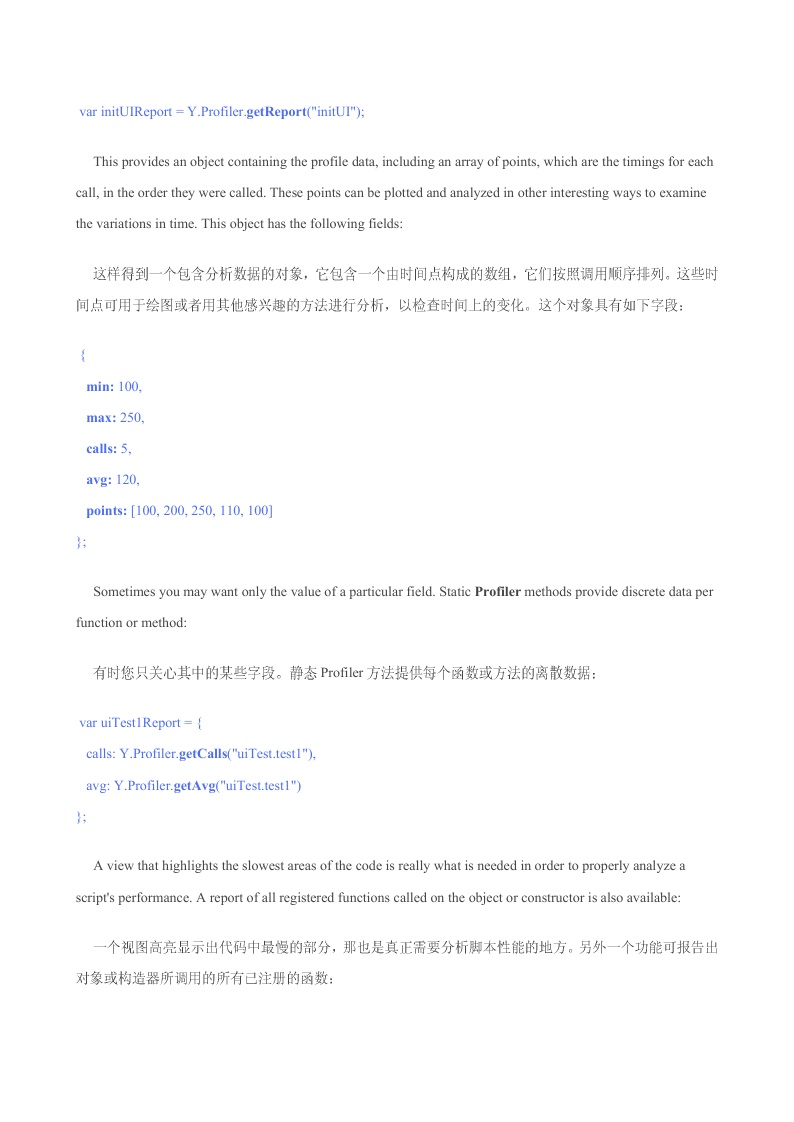 var initUIReport = Y.Profiler.getReport("initUI");
This provides an object containing the profile data, including an array of points, which are the timings for each
call, in the order they were called. These points can be plotted and analyzed in other interesting ways to examine
the variations in time. This object has the following fields:
这样得到一个包含分析数据的对象，它包含一个由时间点构成的数组，它们按照调用顺序排列。这些时
间点可用于绘图或者用其他感兴趣的方法进行分析，以检查时间上的变化。这个对象具有如下字段：
{
min: 100,
max: 250,
calls: 5,
avg: 120,
points: [100, 200, 250, 110, 100]
};
Sometimes you may want only the value of a particular field. Static Profiler methods provide discrete data per
function or method:
有时您只关心其中的某些字段。静态 Profiler 方法提供每个函数或方法的离散数据：
var uiTest1Report = {
calls: Y.Profiler.getCalls("uiTest.test1"),
avg: Y.Profiler.getAvg("uiTest.test1")
};
A view that highlights the slowest areas of the code is really what is needed in order to properly analyze a
script's performance. A report of all registered functions called on the object or constructor is also available:
一个视图高亮显示出代码中最慢的部分，那也是真正需要分析脚本性能的地方。另外一个功能可报告出
对象或构造器所调用的所有已注册的函数：